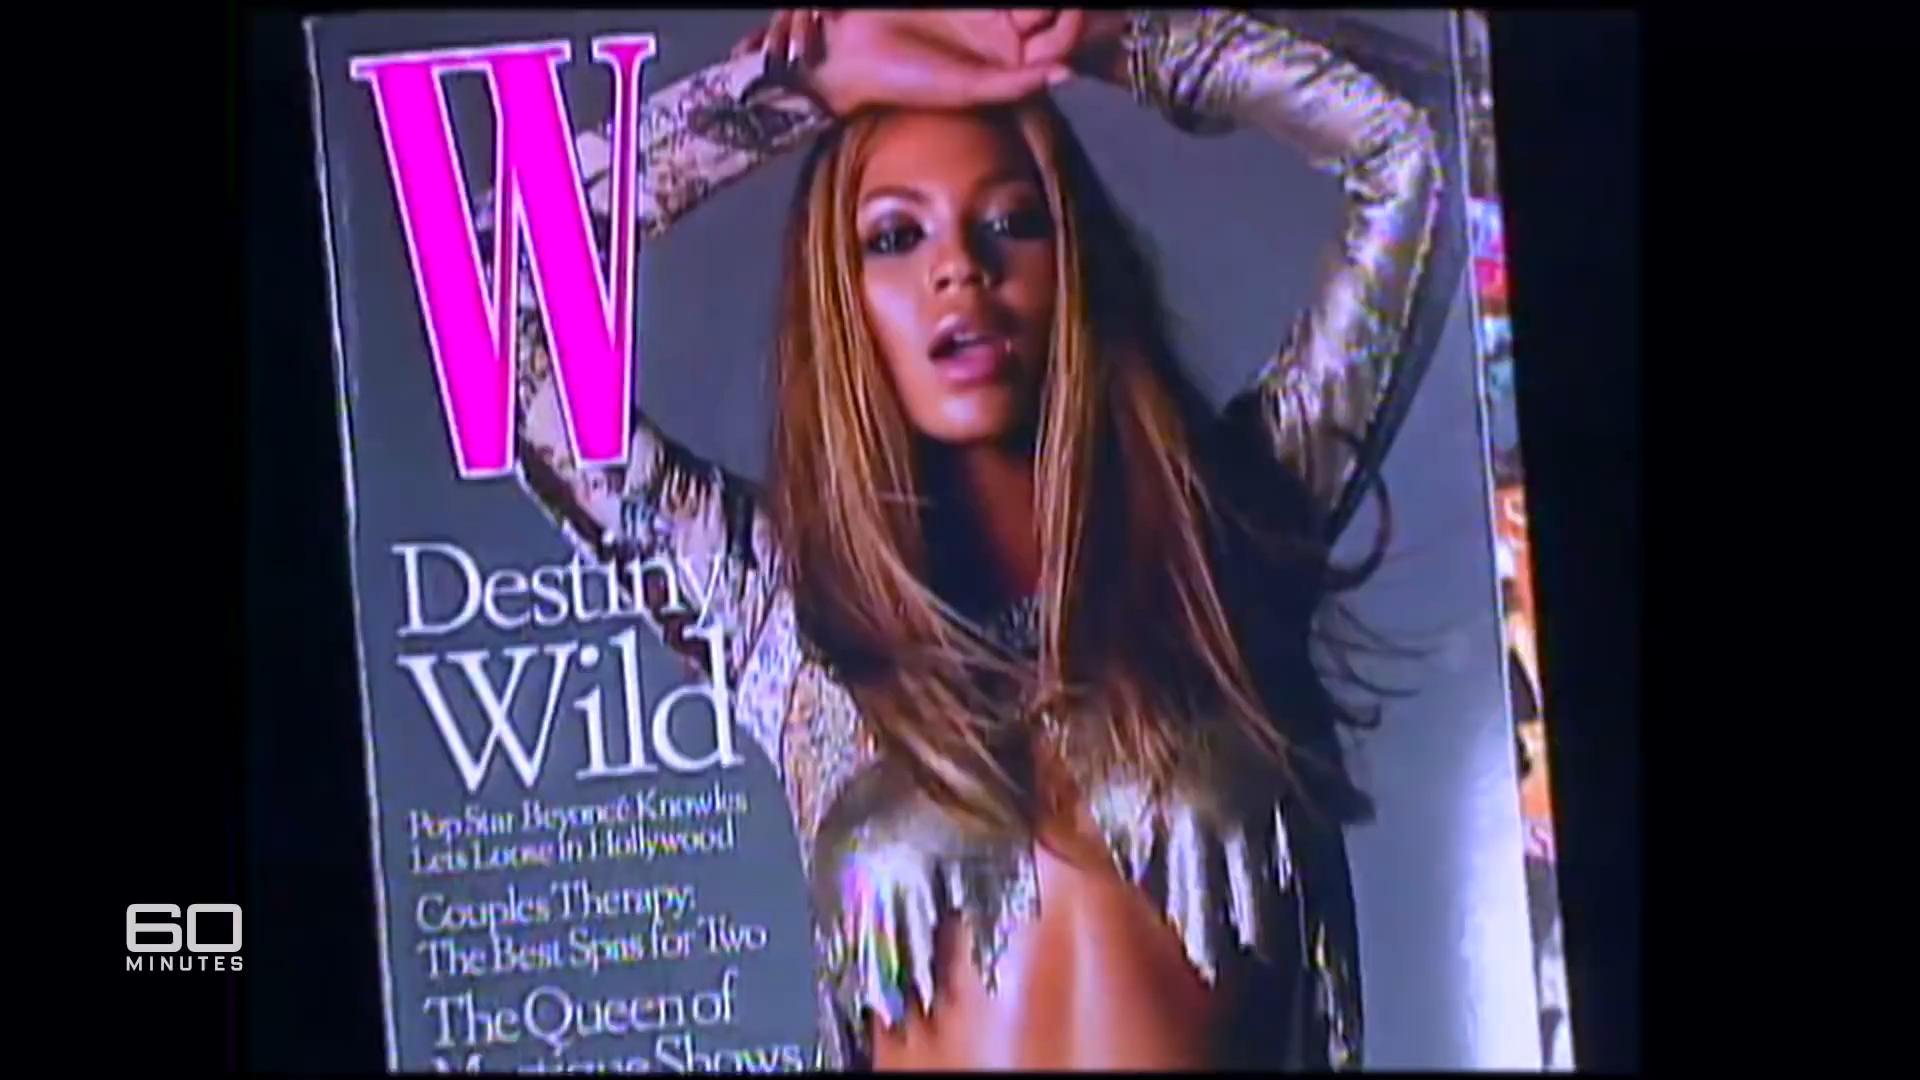 W
Destiny
Wild
Pop Star Beyoncé Knowles
Lets Loose in Hollywood
Couples Therapy:
The Best Spas for Two
The Queen of
Shows
60
MINUTES